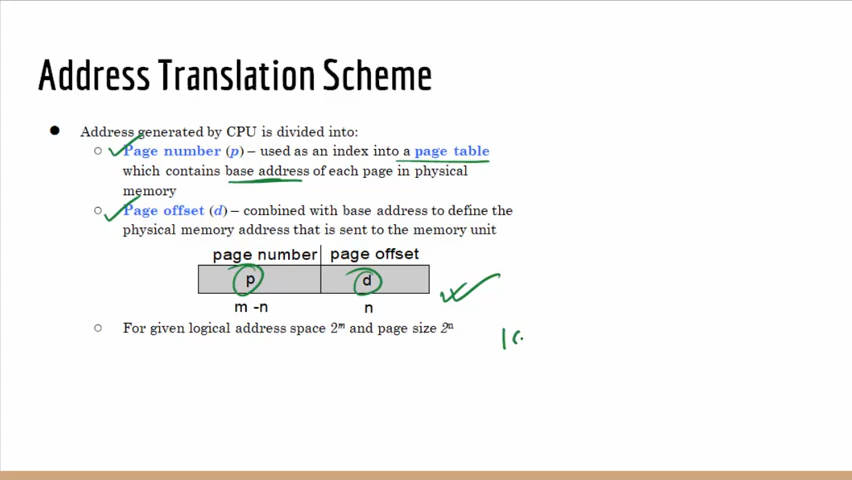 Address Translation Scheme
● Address generated by CPU is divided into:
○ Page number (p) – used as an index into a page table
which contains base address of each page in physical
memory
○ Page offset (d) – combined with base address to define the
physical memory address that is sent to the memory unit
page number page offset
p d
m -n n
○ For given logical address space 2ᵐ and page size 2ⁿ